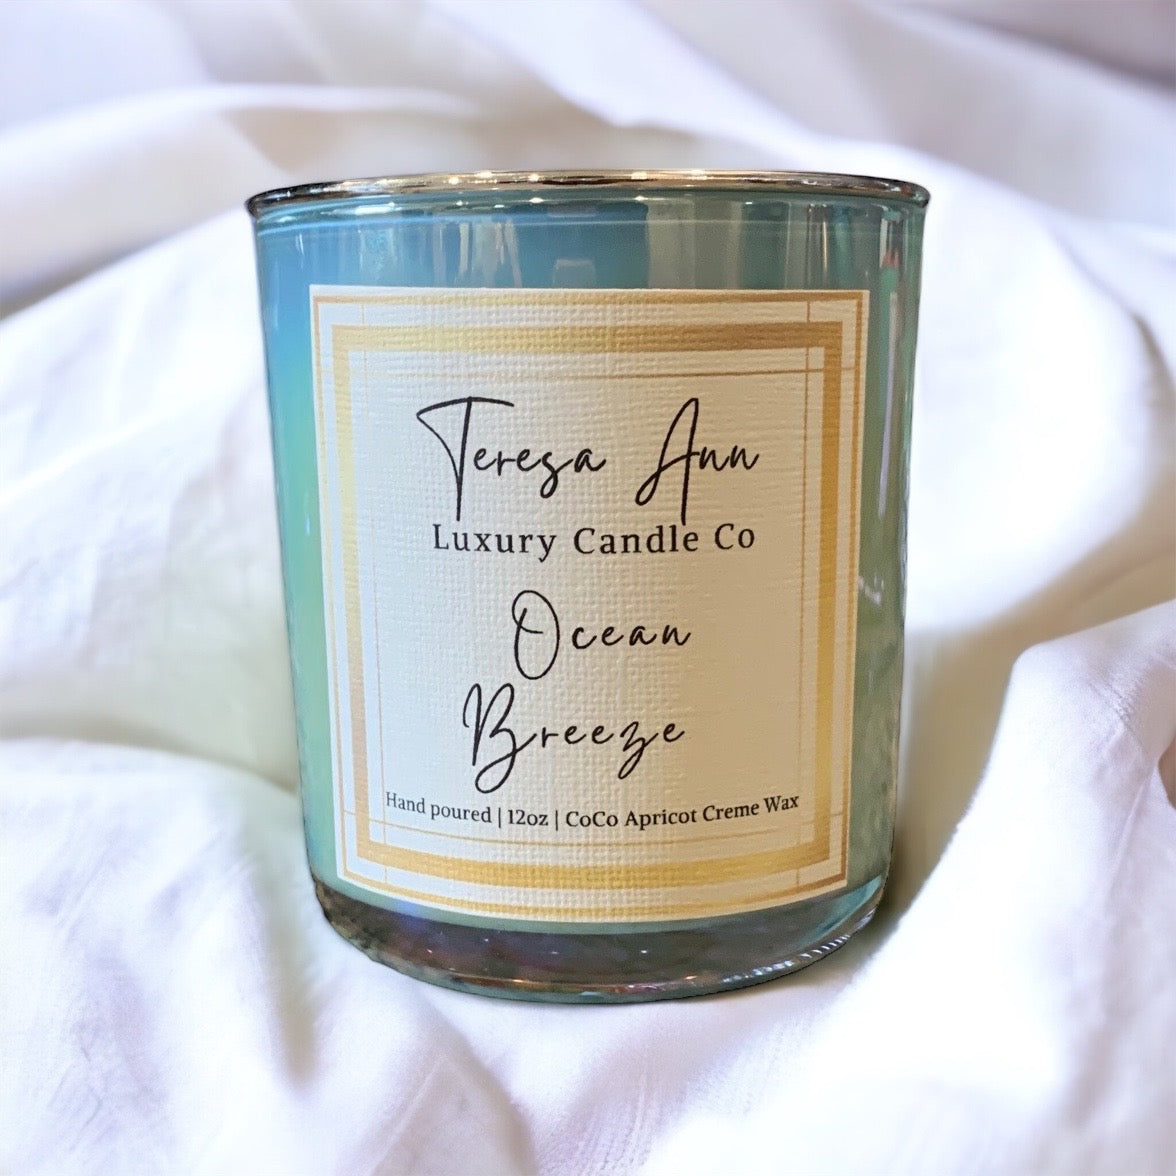 Teresa Ann
Luxury Candle Co
Ocean
Breeze
Hand poured | 12oz | CoCo Apricot Creme Wax